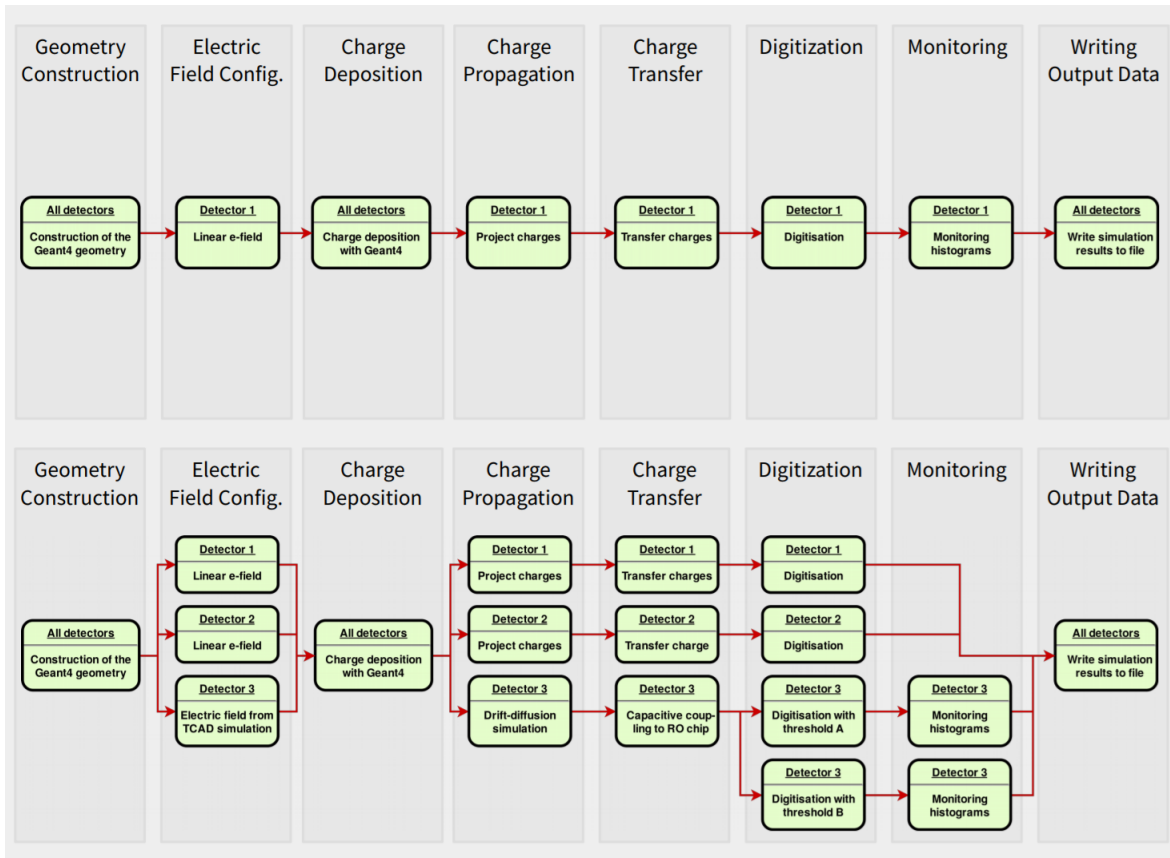 Geometry
Construction
Electric
Field Config.
Charge
Deposition
Charge
Propagation
Charge
Transfer
Digitization
Monitoring
Writing
Output Data
All detectors
Construction of the
Geant4 geometry
Detector 1
Linear e-field
All detectors
Charge deposition
with Geant4
Detector 1
Project charges
Detector 1
Transfer charges
Detector 1
Digitisation
Detector 1
Monitoring
histograms
All detectors
Write simulation
results to file
Geometry
Construction
Electric
Field Config.
Charge
Deposition
Charge
Propagation
Charge
Transfer
Digitization
Monitoring
Writing
Output Data
All detectors
Construction of the
Geant4 geometry
Detector 1
Linear e-field
Detector 2
Linear e-field
Detector 3
Electric field from
TCAD simulation
All detectors
Charge deposition
with Geant4
Detector 1
Project charges
Detector 2
Project charges
Detector 3
Drift-diffusion
simulation
Detector 1
Transfer charges
Detector 2
Transfer charge
Detector 3
Capacitive coup-
ling to RO chip
Detector 1
Digitisation
Detector 2
Digitisation
Detector 3
Digitisation with
threshold A
Detector 3
Digitisation with
threshold B
Detector 3
Monitoring
histograms
Detector 3
Monitoring
histograms
All detectors
Write simulation
results to file